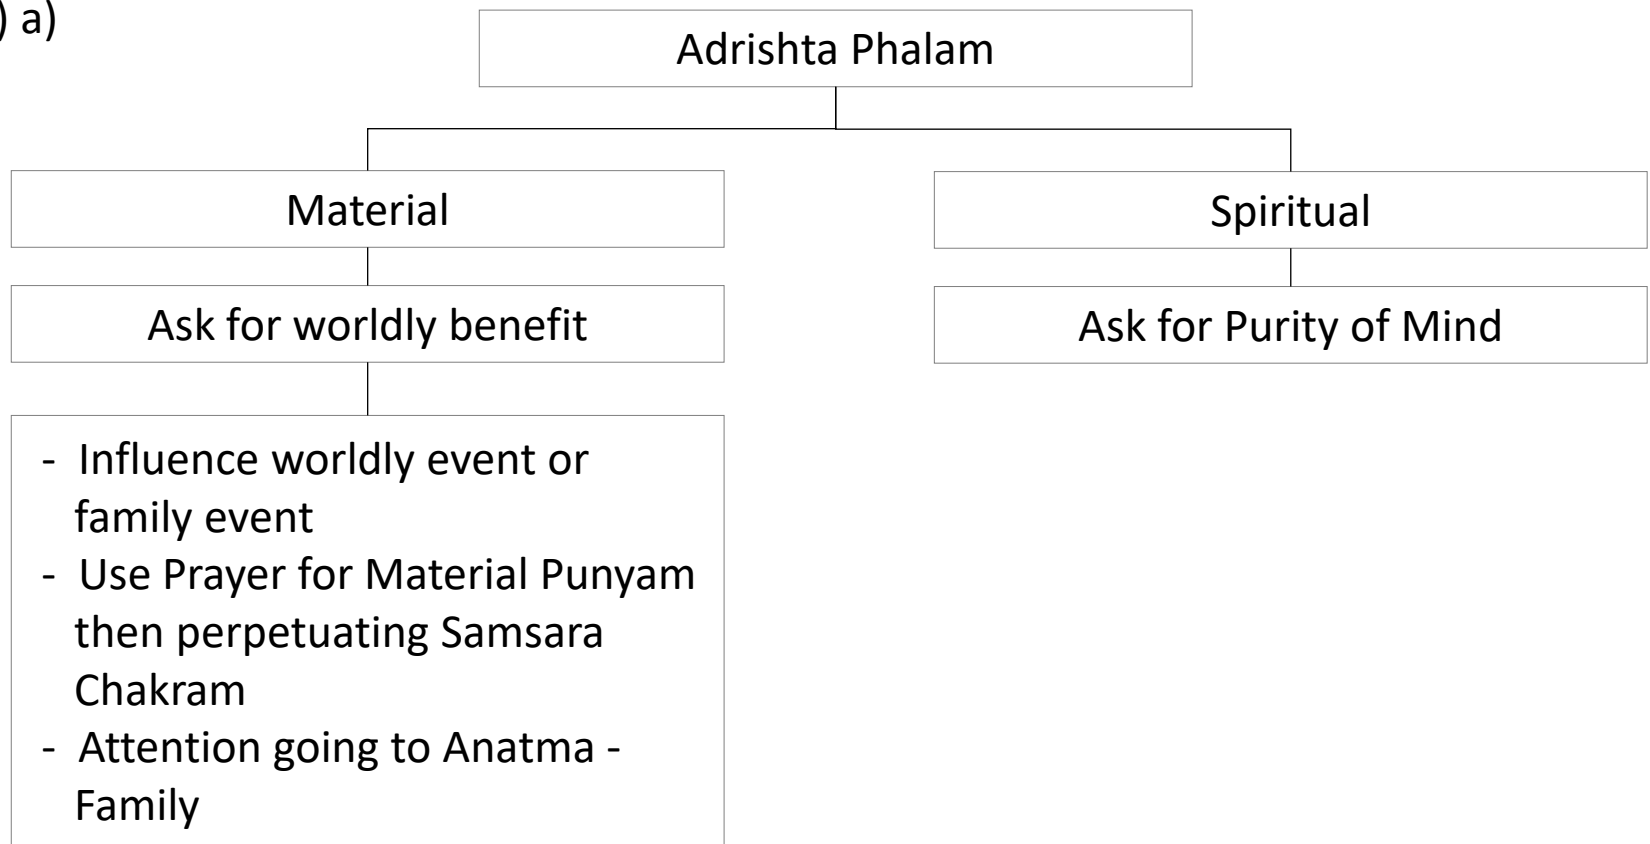 ) a)
Adrishta Phalam
Material
Spiritual
Ask for worldly benefit
Ask for Purity of Mind
- Influence worldly event or
family event
- Use Prayer for Material Punyam
then perpetuating Samsara
Chakram
- Attention going to Anatma -
Family